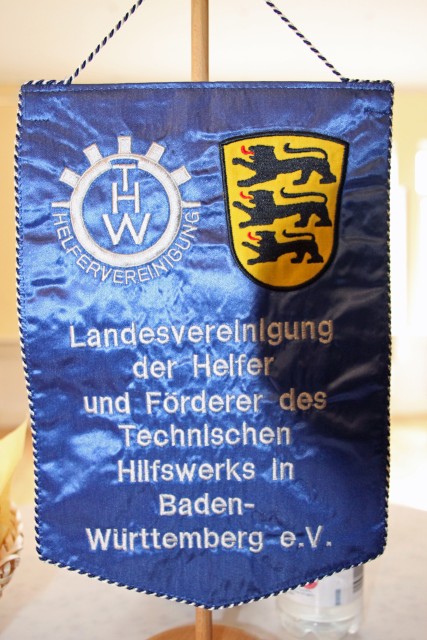 THW
HELFERVEREINIGUNG
Landesvereinigung
der Helfer
und Förderer des
Technischen
Hilfswerks in
Baden-
Württemberg e.V.